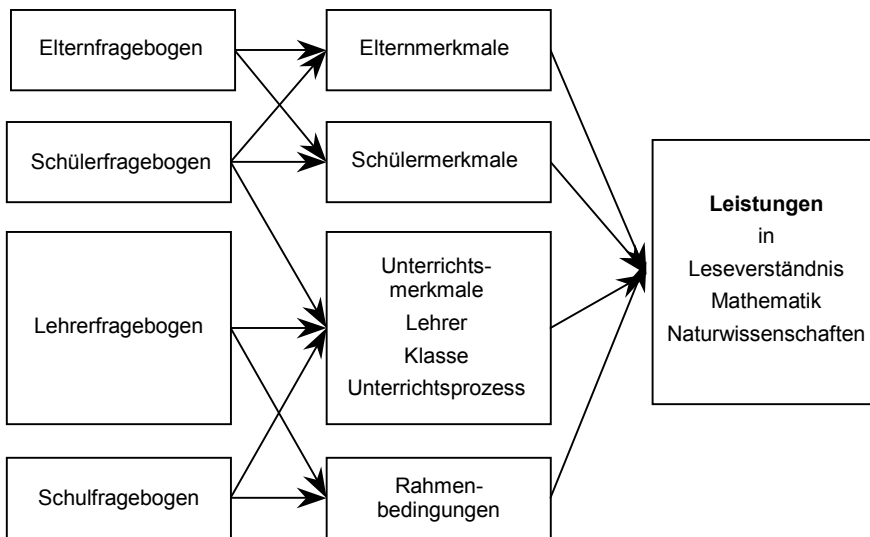 Elternfragebogen
Elternmerkmale
Schülerfragebogen
Schülermerkmale
Lehrerfragebogen
Unterrichts-
merkmale
Lehrer
Klasse
Unterrichtsprozess
Schulfragebogen
Rahmen-
bedingungen
Leistungen
in
Leseverständnis
Mathematik
Naturwissenschaften